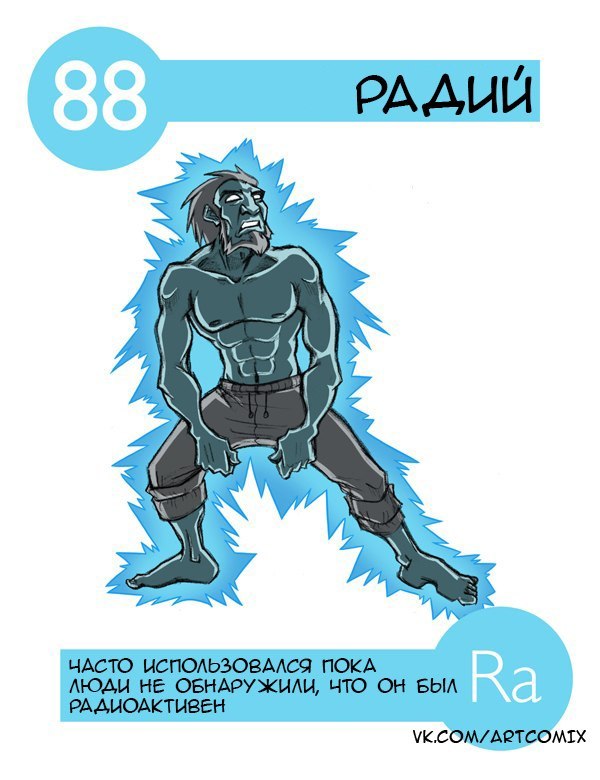 88
РАДИЙ
ЧАСТО ИСПОЛЬЗОВАЛСЯ ПОКА
ЛЮДИ НЕ ОБНАРУЖИЛИ, ЧТО ОН БЫЛ
РАДИОАКТИВЕН
Ra
VK.COM/ARTCOMIX